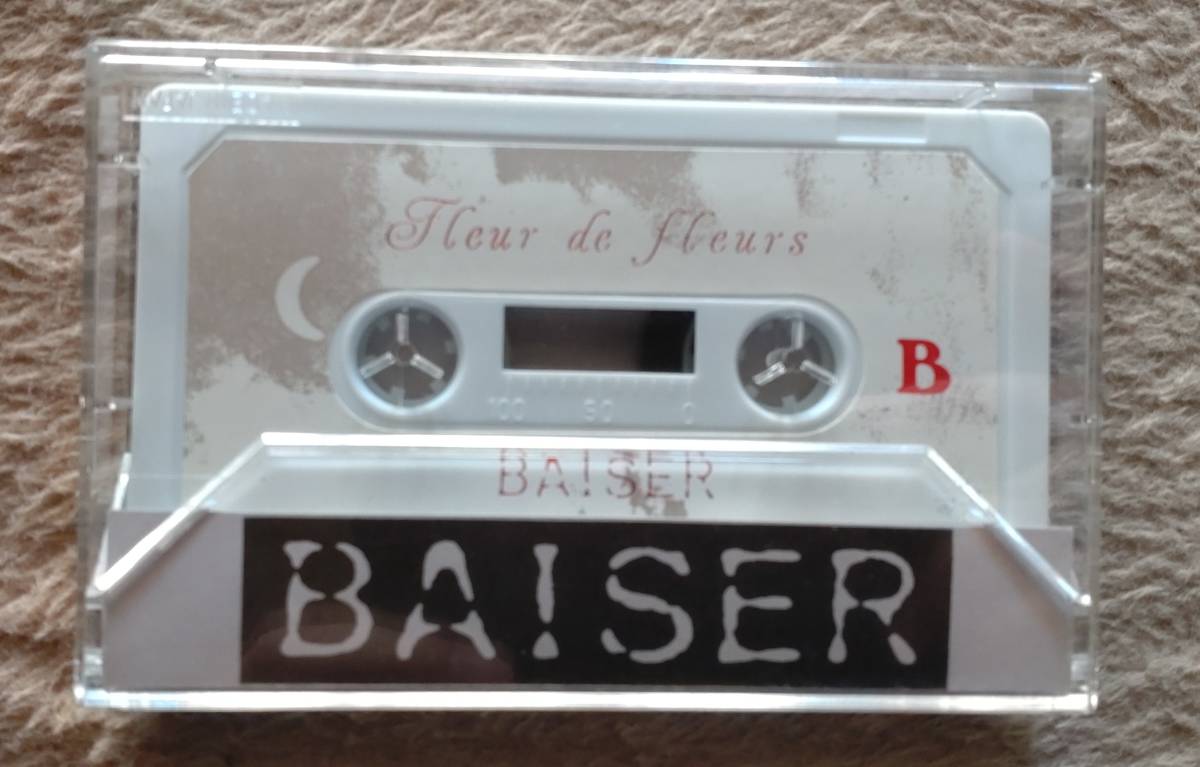 Fleur de fleurs
B
100 50 0
BA!SER
BA!SER